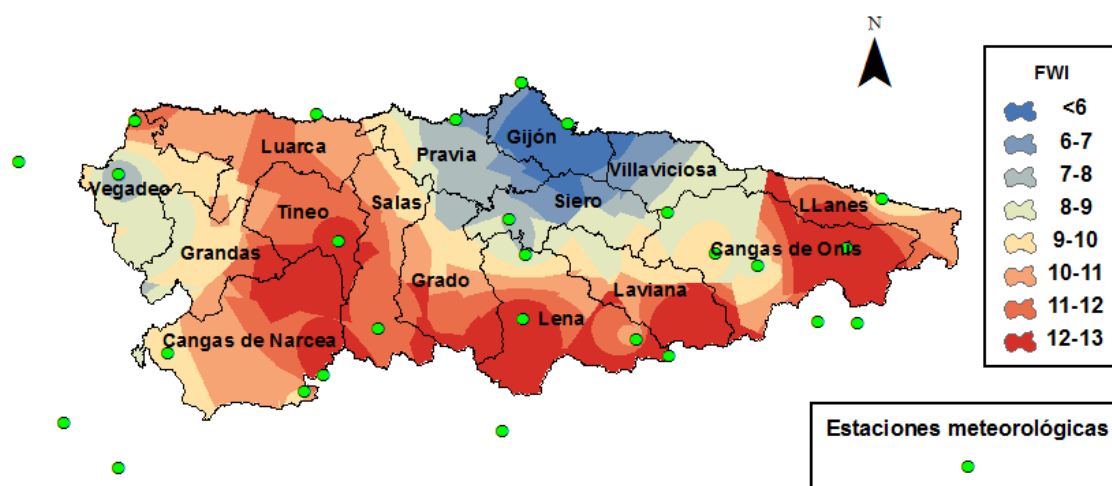 N
FWI
<6
6-7
7-8
8-9
9-10
10-11
11-12
12-13
Gijón
Luarca
Pravia
Villaviciosa
Vegadeo
Salas
Siero
Tineo
LLanes
Grandas
Cangas de Onís
Grado
Laviana
Lena
Cangas de Narcea
Estaciones meteorológicas